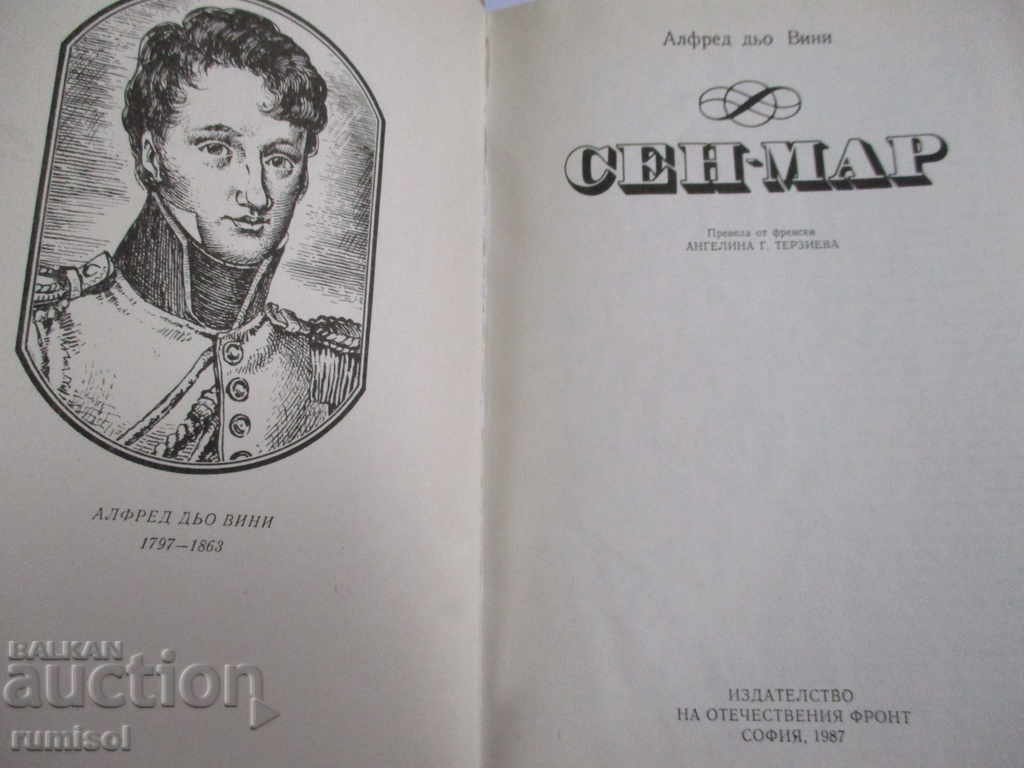 АЛФРЕД ДЬО ВИНИ
1797—1863
Алфред дьо Вини
СЕН-МАР
Превела от френски
АНГЕЛИНА Г. ТЕРЗИЕВА
ИЗДАТЕЛСТВО
НА ОТЕЧЕСТВЕНИЯ ФРОНТ
СОФИЯ, 1987
BALKAN
auction
rumisol